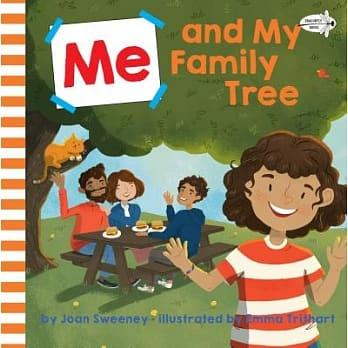 Me
and My
Family
Tree
by Joan Sweeney · illustrated by Emma Trithart